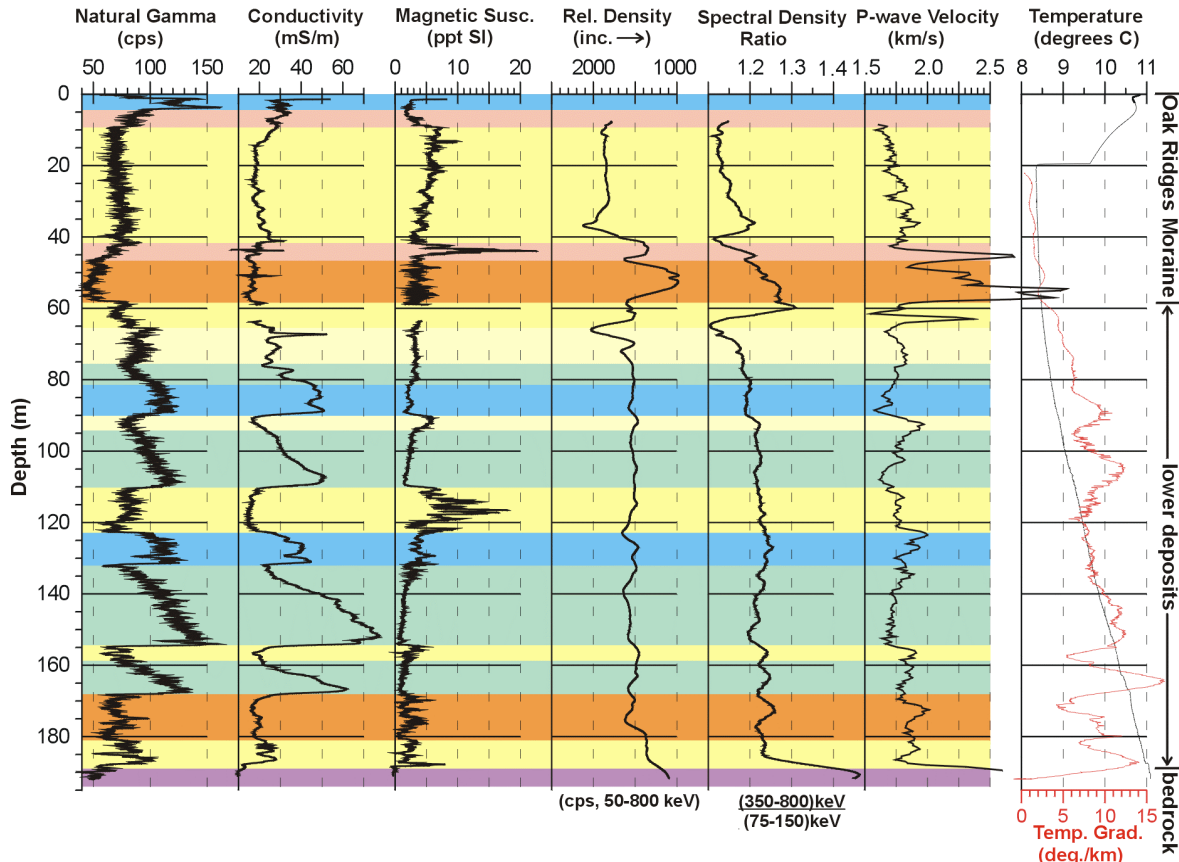 Natural Gamma
(cps)
Conductivity
(mS/m)
Magnetic Susc.
(ppt SI)
Rel. Density
(inc. →)
Spectral Density
Ratio
P-wave Velocity
(km/s)
Temperature
(degrees C)
50 100 150
20 40 60
0 10 20
2000 1000
1.2 1.3 1.4
1.5 2.0 2.5
8 9 10 11
0
20
40
60
80
100
120
140
160
180
Depth (m)
Oak Ridges Moraine
lower deposits
bedrock
(cps, 50-800 keV)
(350-800)keV
(75-150)keV
0 5 10 15
Temp. Grad.
(deg./km)